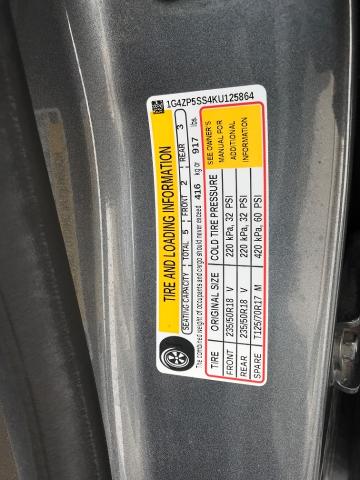 1G4ZP5SS4KU125864
TIRE AND LOADING INFORMATION
SEATING CAPACITY TOTAL 5 FRONT 2 REAR 3
The combined weight of occupants and cargo should never exceed 416 kg or 917 lbs.
TIRE ORIGINAL SIZE COLD TIRE PRESSURE
FRONT 235/50R18 V 220 kPa, 32 PSI
REAR 235/50R18 V 220 kPa, 32 PSI
SPARE T125/70R17 M 420 kPa, 60 PSI
SEE OWNER'S
MANUAL FOR
ADDITIONAL
INFORMATION